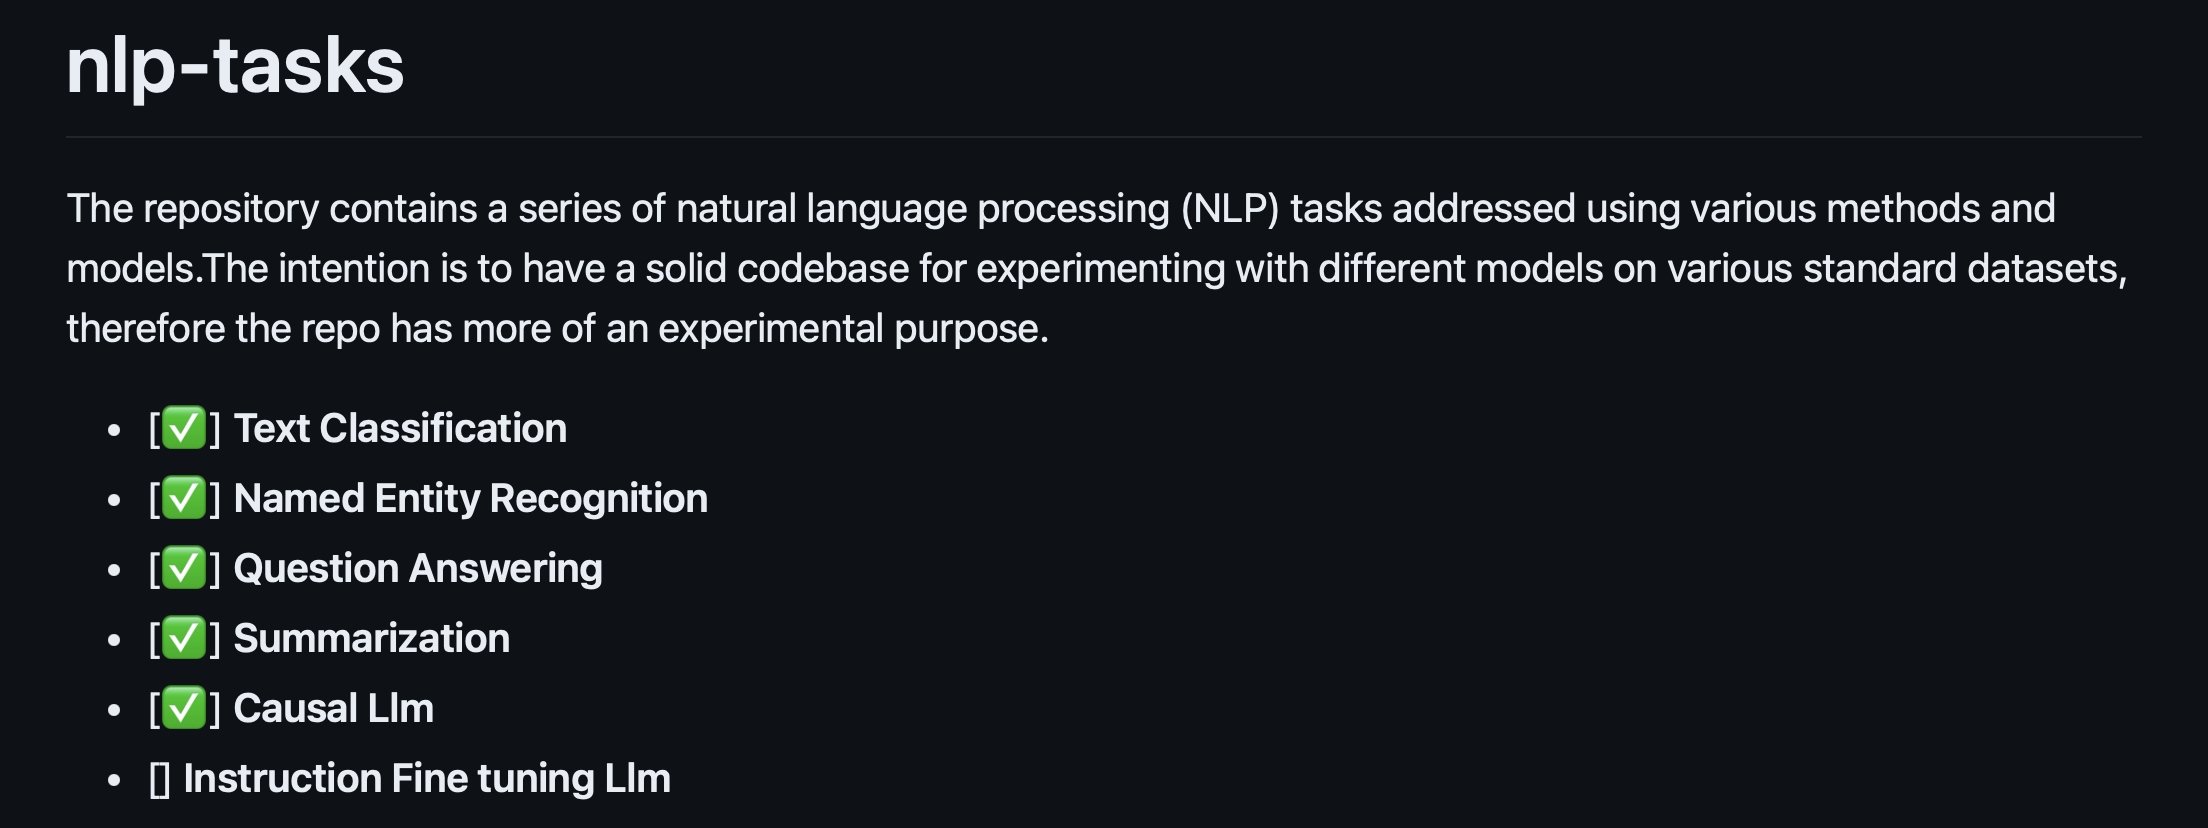 nlp-tasks
The repository contains a series of natural language processing (NLP) tasks addressed using various methods and
models.The intention is to have a solid codebase for experimenting with different models on various standard datasets,
therefore the repo has more of an experimental purpose.
• [✅] Text Classification
• [✅] Named Entity Recognition
• [✅] Question Answering
• [✅] Summarization
• [✅] Causal Llm
• [] Instruction Fine tuning Llm